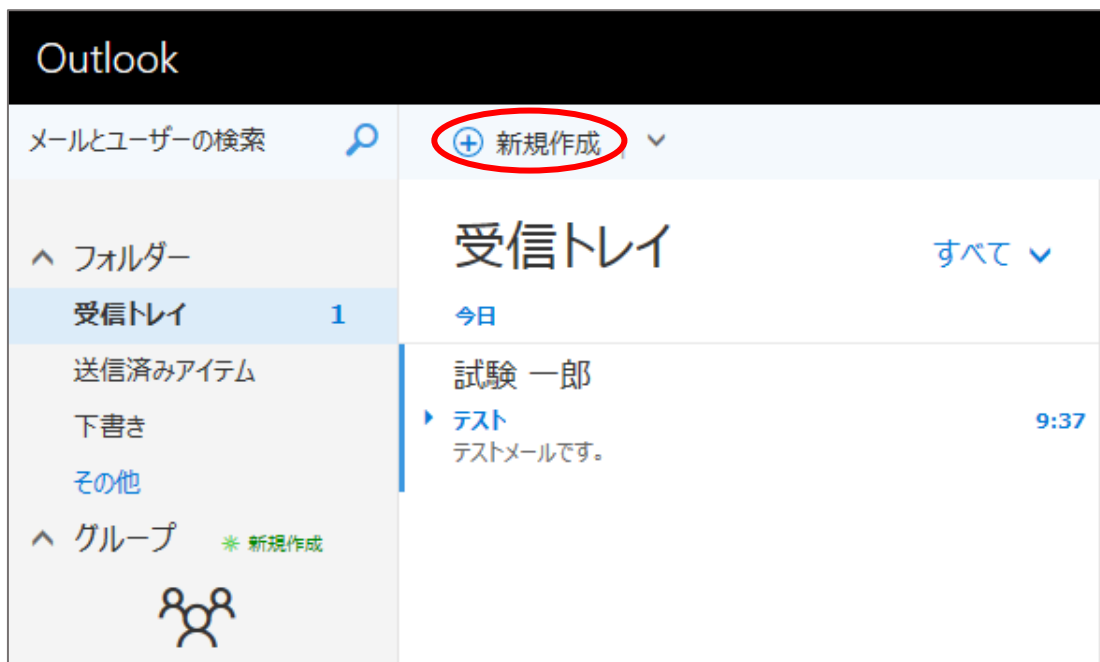 Outlook
メールとユーザーの検索
新規作成
フォルダー
受信トレイ 1
送信済みアイテム
下書き
その他
グループ 新規作成
受信トレイ すべて
今日
試験 一郎
テスト 9:37
テストメールです。